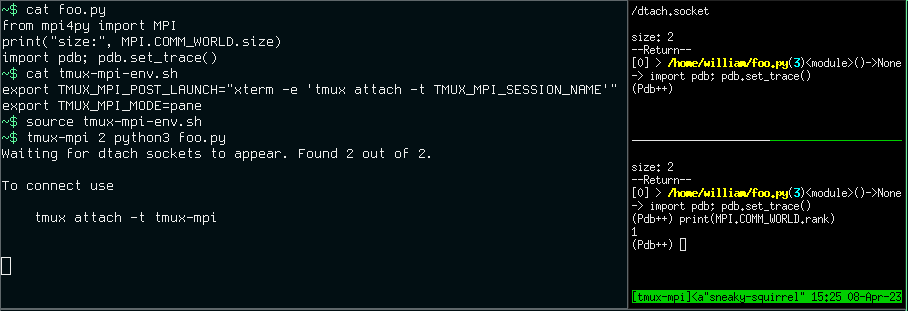 ~$ cat foo.py
from mpi4py import MPI
print("size:", MPI.COMM_WORLD.size)
import pdb; pdb.set_trace()
~$ cat tmux-mpi-env.sh
export TMUX_MPI_POST_LAUNCH="xterm -e 'tmux attach -t TMUX_MPI_SESSION_NAME'"
export TMUX_MPI_MODE=pane
~$ source tmux-mpi-env.sh
~$ tmux-mpi 2 python3 foo.py
Waiting for dtach sockets to appear. Found 2 out of 2.
To connect use
tmux attach -t tmux-mpi
/dtach.socket
size: 2
--Return--
[0] > /home/william/foo.py(3)<module>()->None
-> import pdb; pdb.set_trace()
(Pdb++)
size: 2
--Return--
[0] > /home/william/foo.py(3)<module>()->None
-> import pdb; pdb.set_trace()
(Pdb++) print(MPI.COMM_WORLD.rank)
1
(Pdb++)
[tmux-mpi]<à"sneaky-squirrel" 15:25 08-Apr-23